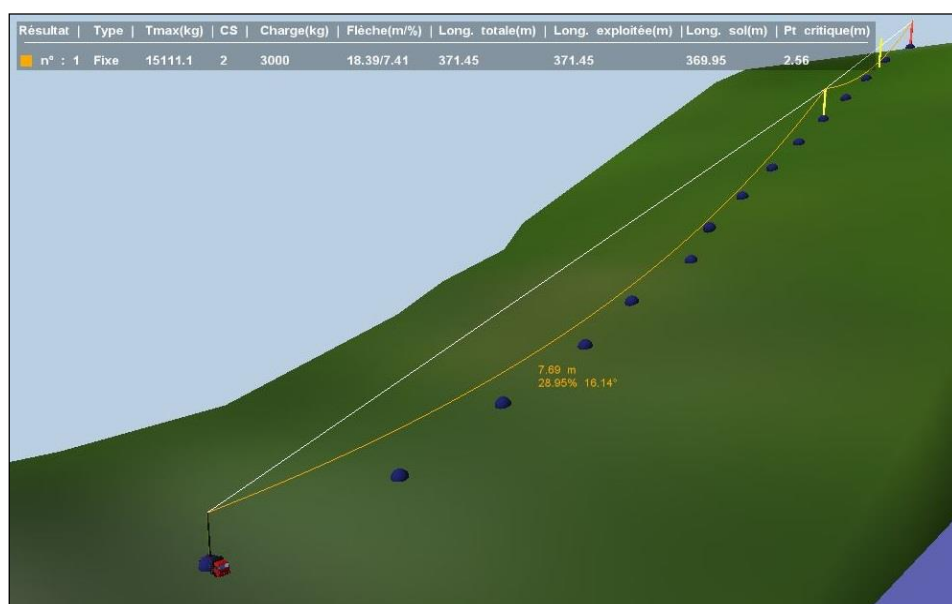 Résultat | Type | Tmax(kg) | CS | Charge(kg) | Flèche(m/%) | Long. totale(m) | Long. exploitée(m) | Long. sol(m) | Pt critique(m)
n° : 1 Fixe 15111.1 2 3000 18.39/7.41 371.45 371.45 369.95 2.56
7.69 m
28.95% 16.14°